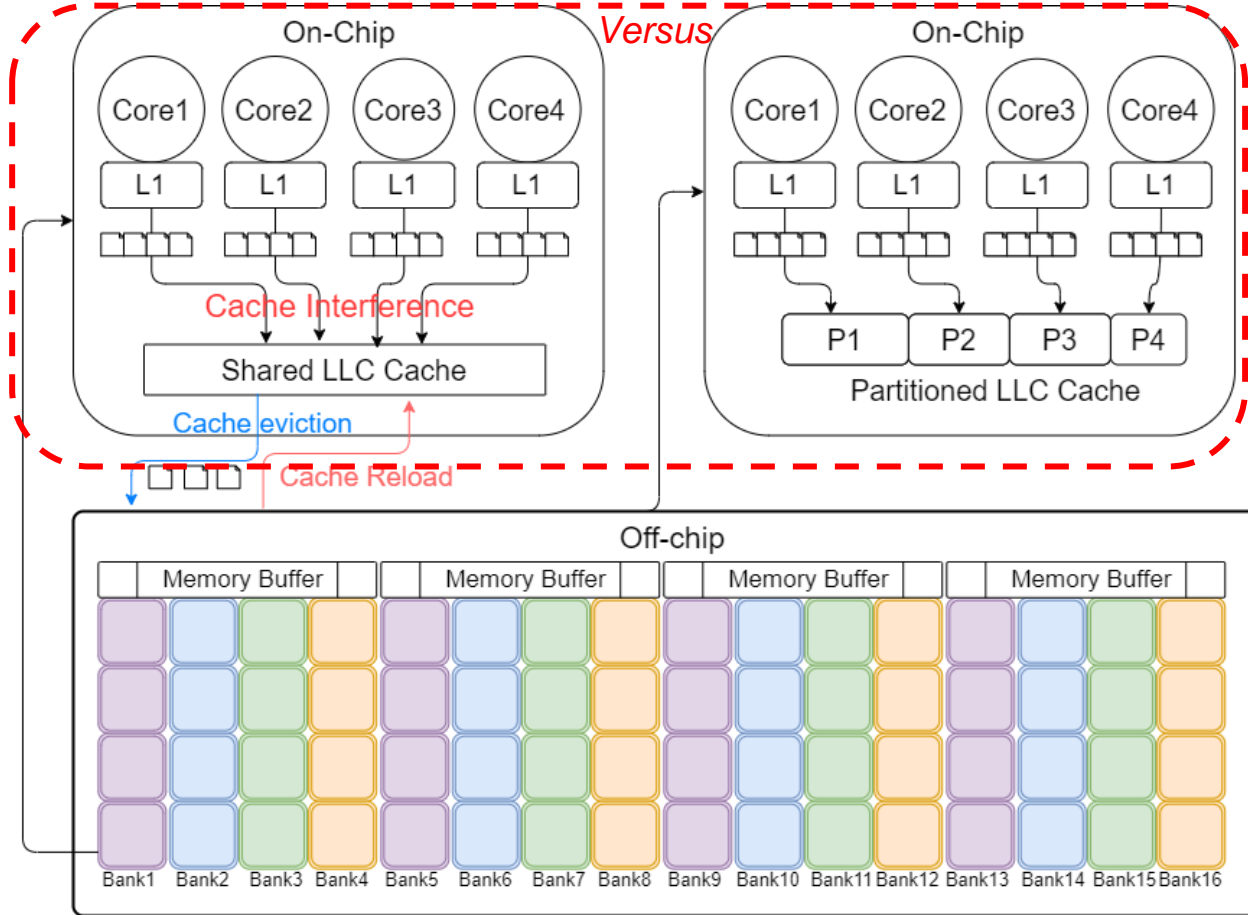 Versus
On-Chip
Core1 Core2 Core3 Core4
L1 L1 L1 L1
Cache Interference
Shared LLC Cache
On-Chip
Core1 Core2 Core3 Core4
L1 L1 L1 L1
P1 P2 P3 P4
Partitioned LLC Cache
Cache eviction
Cache Reload
Off-chip
Memory Buffer Memory Buffer Memory Buffer Memory Buffer
Bank1 Bank2 Bank3 Bank4 Bank5 Bank6 Bank7 Bank8 Bank9 Bank10 Bank11 Bank12 Bank13 Bank14 Bank15 Bank16